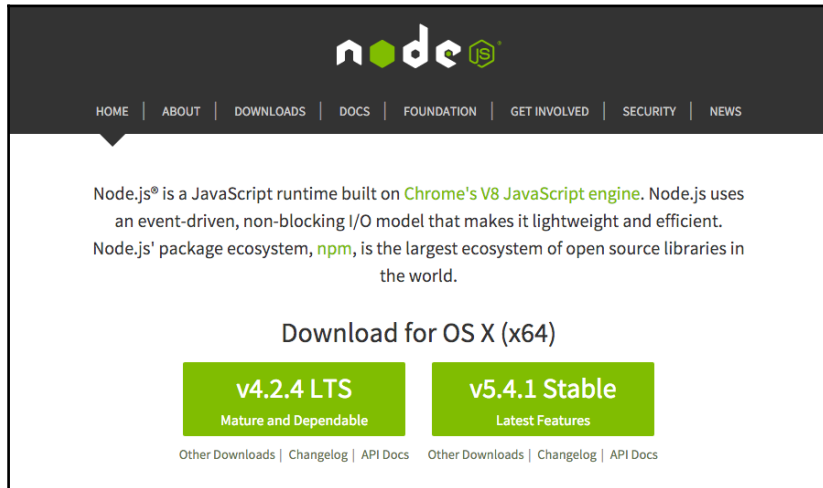 node JS®
HOME | ABOUT | DOWNLOADS | DOCS | FOUNDATION | GET INVOLVED | SECURITY | NEWS
Node.js® is a JavaScript runtime built on Chrome's V8 JavaScript engine. Node.js uses
an event-driven, non-blocking I/O model that makes it lightweight and efficient.
Node.js' package ecosystem, npm, is the largest ecosystem of open source libraries in
the world.
Download for OS X (x64)
v4.2.4 LTS
Mature and Dependable
Other Downloads | Changelog | API Docs
v5.4.1 Stable
Latest Features
Other Downloads | Changelog | API Docs